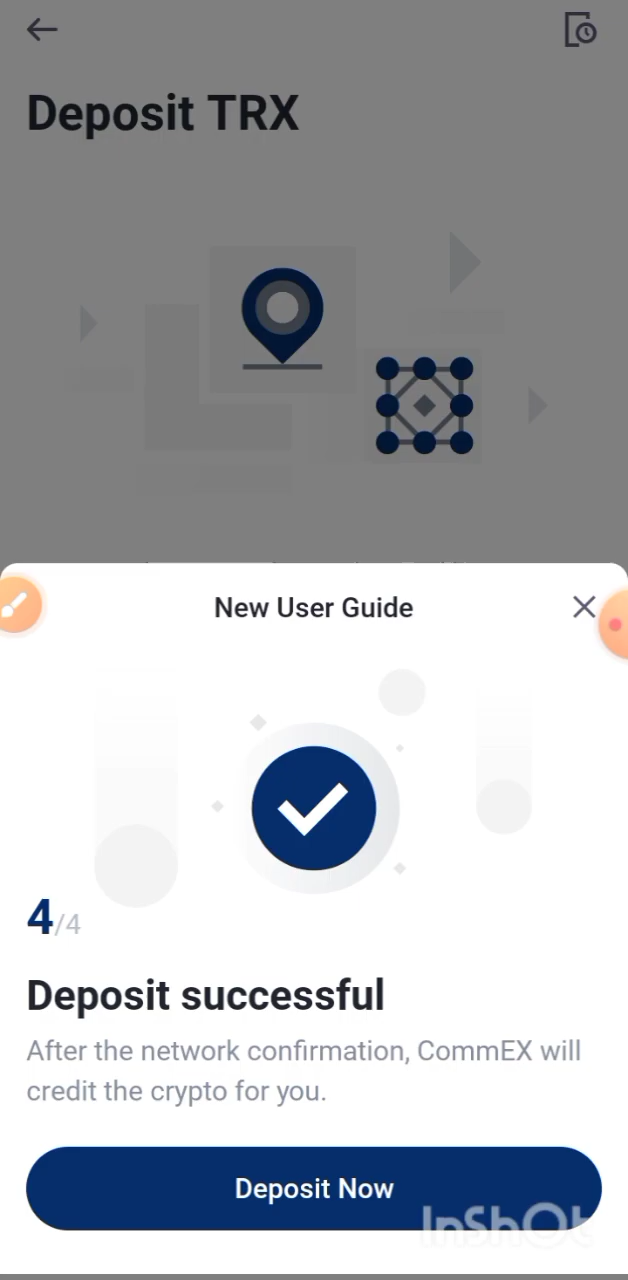 Deposit TRX
New User Guide
4/4
Deposit successful
After the network confirmation, CommEX will
credit the crypto for you.
Deposit Now
InShOt